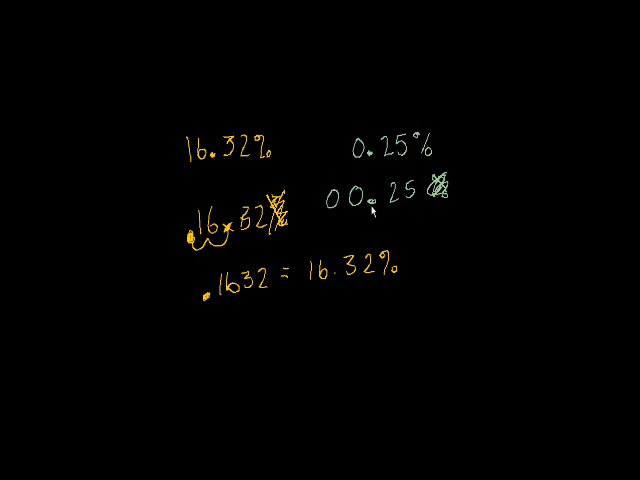 16.32%
.16.32%
.1632 = 16.32%
0.25%
00.25